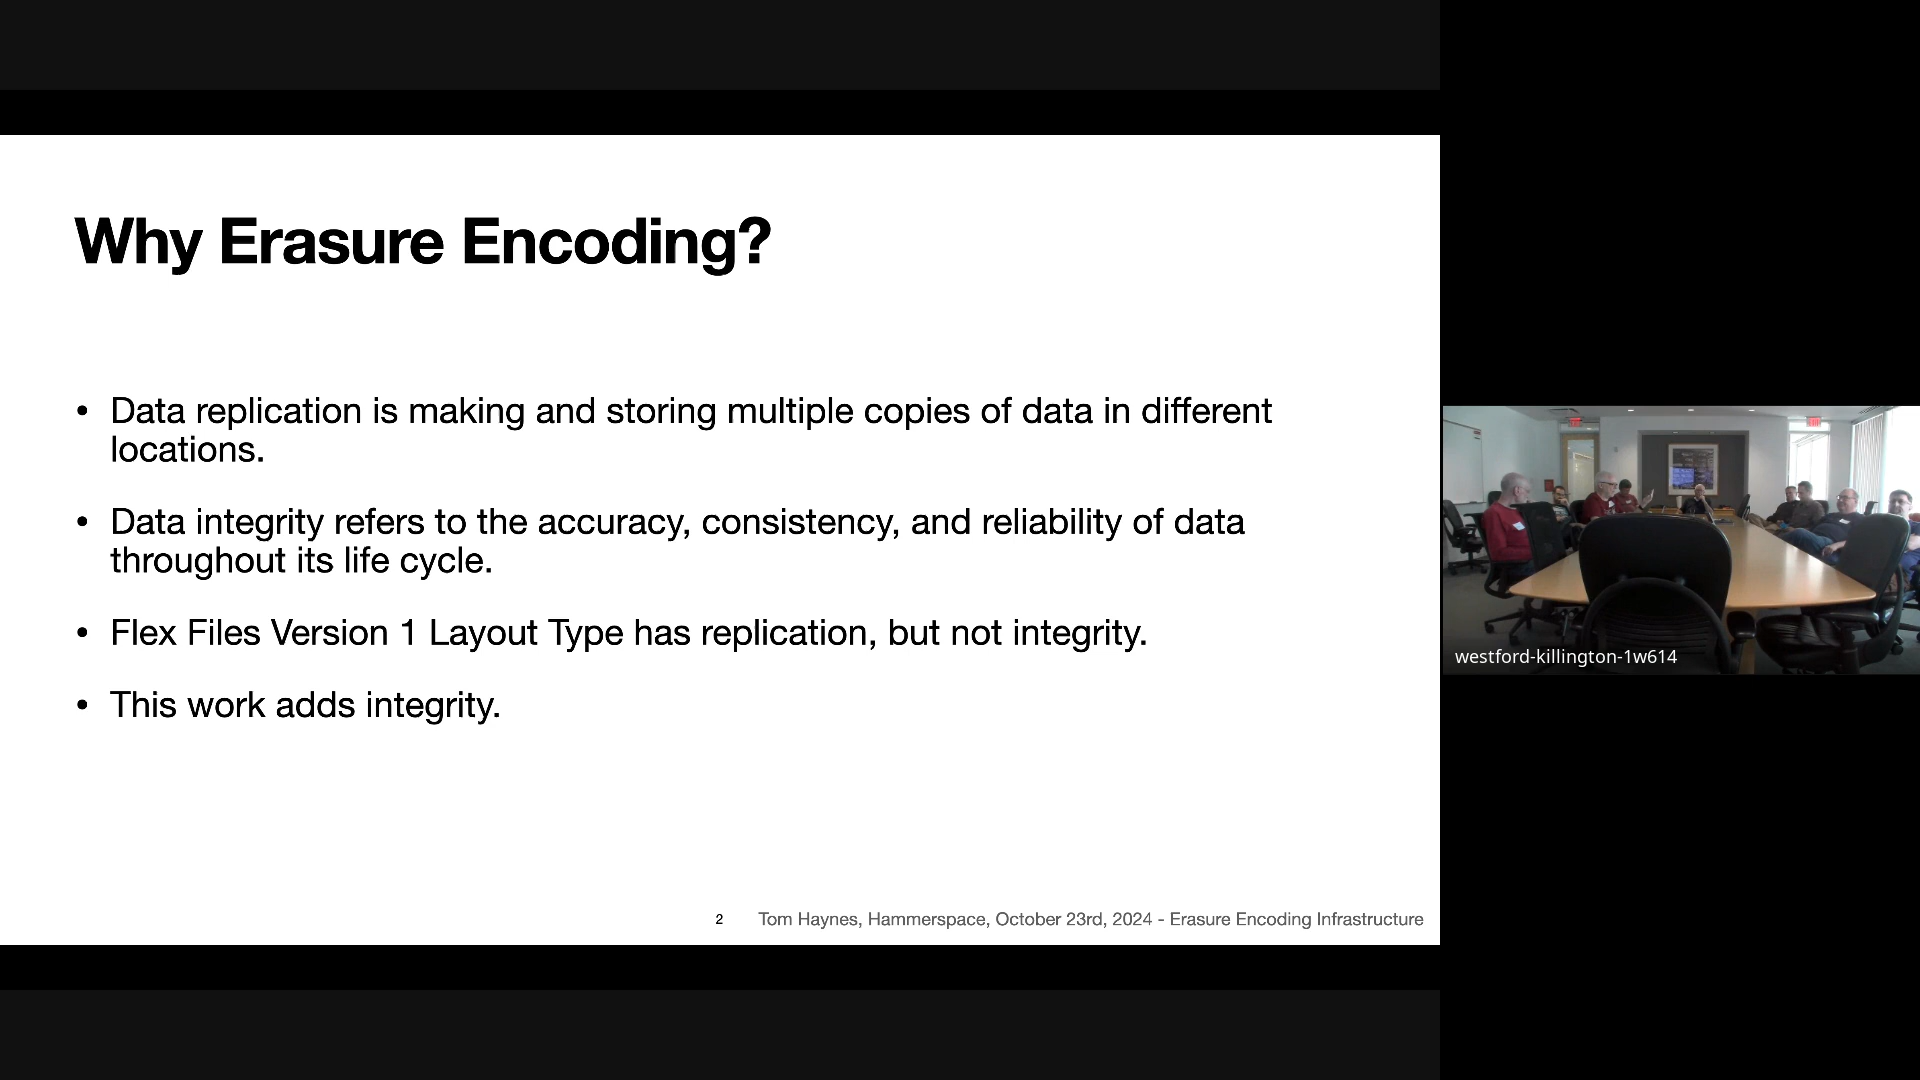 Why Erasure Encoding?
• Data replication is making and storing multiple copies of data in different
locations.
• Data integrity refers to the accuracy, consistency, and reliability of data
throughout its life cycle.
• Flex Files Version 1 Layout Type has replication, but not integrity.
• This work adds integrity.
2 Tom Haynes, Hammerspace, October 23rd, 2024 - Erasure Encoding Infrastructure
westford-killington-1w614